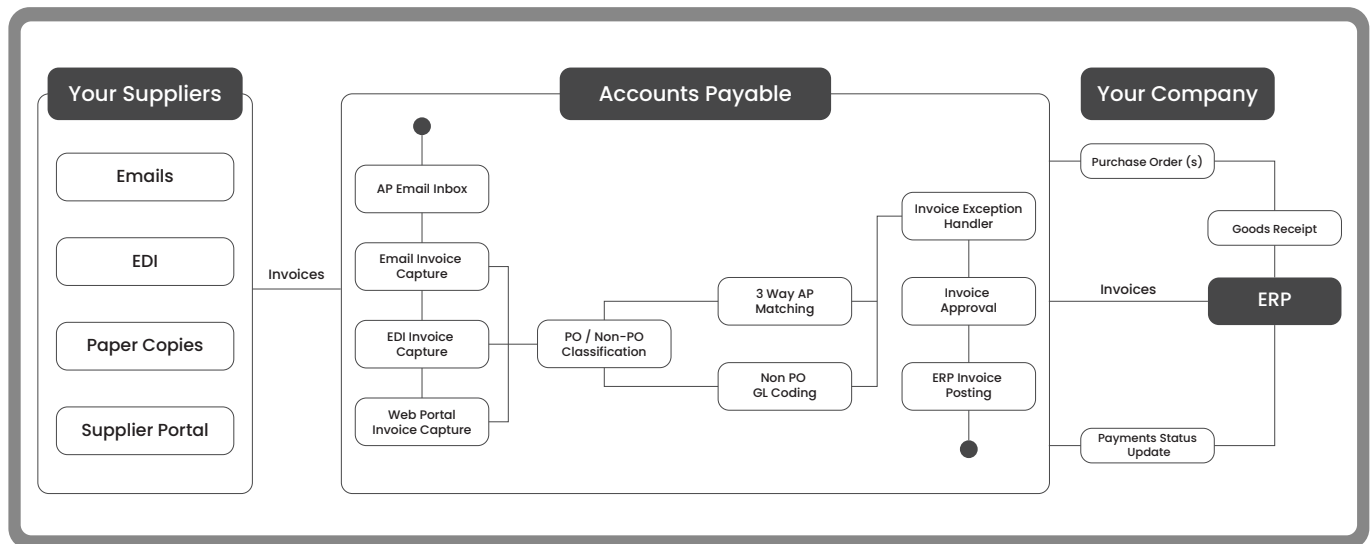 Your Suppliers
Emails
EDI
Paper Copies
Supplier Portal
Invoices
Accounts Payable
AP Email Inbox
Email Invoice
Capture
EDI Invoice
Capture
Web Portal
Invoice Capture
PO / Non-PO
Classification
3 Way AP
Matching
Non PO
GL Coding
Invoice Exception
Handler
Invoice
Approval
ERP Invoice
Posting
Your Company
Purchase Order (s)
Goods Receipt
Invoices
ERP
Payments Status
Update